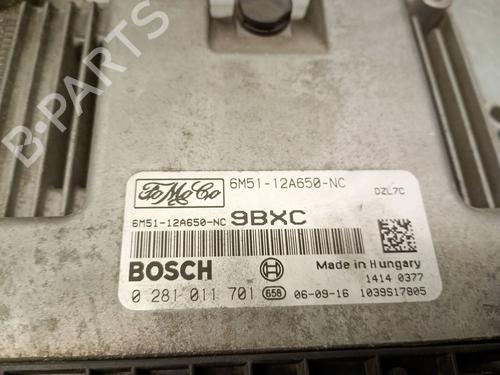 B-PARTS
FoMoCo
6M51-12A650-NC
DZL7C
6M51-12A650-NC 9BXC
BOSCH
Made in Hungary
1414 0377
0 281 011 701 658 06-09-16 1039S17805